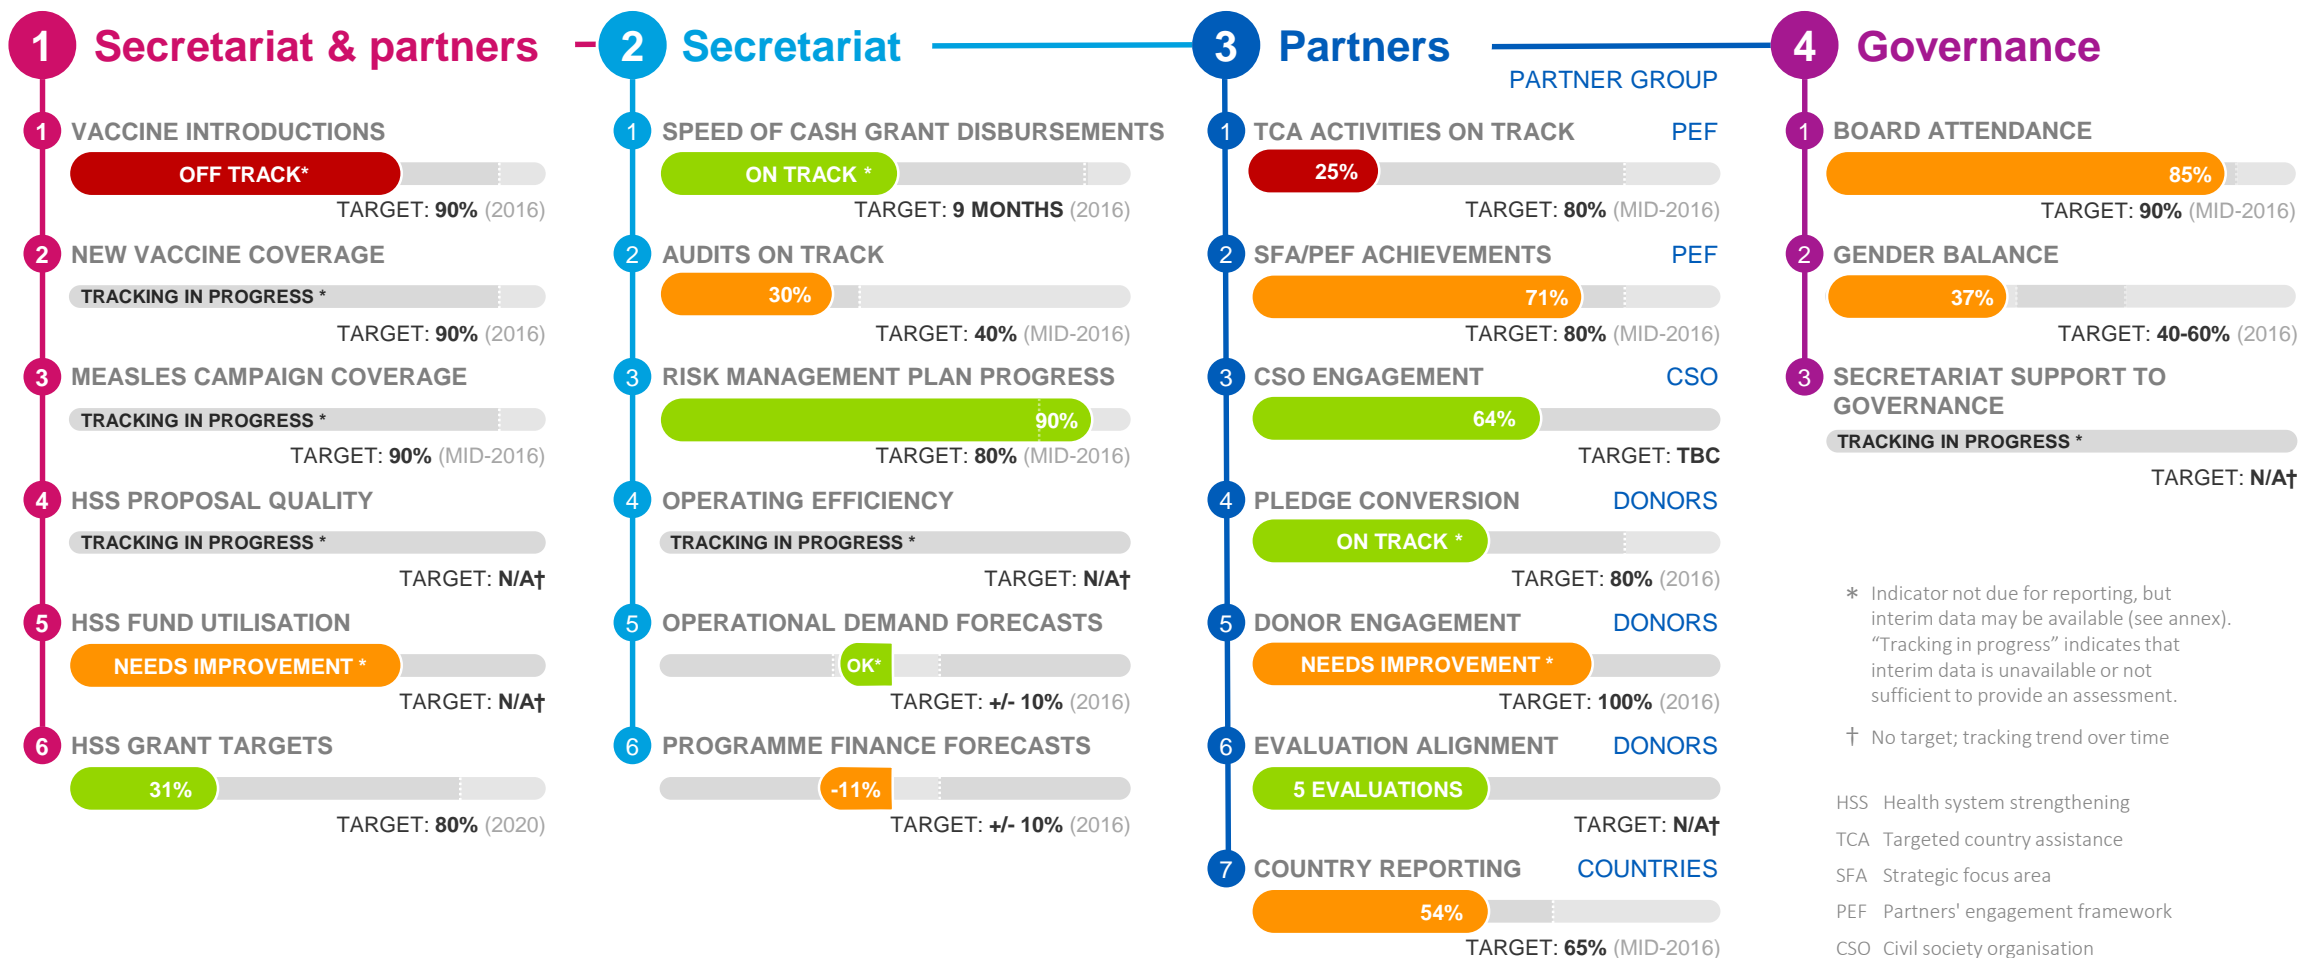 1 Secretariat & partners
1 VACCINE INTRODUCTIONS
OFF TRACK*
TARGET: 90% (2016)
2 NEW VACCINE COVERAGE
TRACKING IN PROGRESS *
TARGET: 90% (2016)
3 MEASLES CAMPAIGN COVERAGE
TRACKING IN PROGRESS *
TARGET: 90% (MID-2016)
4 HSS PROPOSAL QUALITY
TRACKING IN PROGRESS *
TARGET: N/A†
5 HSS FUND UTILISATION
NEEDS IMPROVEMENT *
TARGET: N/A†
6 HSS GRANT TARGETS
31%
TARGET: 80% (2020)
2 Secretariat
1 SPEED OF CASH GRANT DISBURSEMENTS
ON TRACK *
TARGET: 9 MONTHS (2016)
2 AUDITS ON TRACK
30%
TARGET: 40% (MID-2016)
3 RISK MANAGEMENT PLAN PROGRESS
90%
TARGET: 80% (MID-2016)
4 OPERATING EFFICIENCY
TRACKING IN PROGRESS *
TARGET: N/A†
5 OPERATIONAL DEMAND FORECASTS
OK*
TARGET: +/- 10% (2016)
6 PROGRAMME FINANCE FORECASTS
-11%
TARGET: +/- 10% (2016)
3 Partners
PARTNER GROUP
1 TCA ACTIVITIES ON TRACK PEF
25%
TARGET: 80% (MID-2016)
2 SFA/PEF ACHIEVEMENTS PEF
71%
TARGET: 80% (MID-2016)
3 CSO ENGAGEMENT CSO
64%
TARGET: TBC
4 PLEDGE CONVERSION DONORS
ON TRACK *
TARGET: 80% (2016)
5 DONOR ENGAGEMENT DONORS
NEEDS IMPROVEMENT *
TARGET: 100% (2016)
6 EVALUATION ALIGNMENT DONORS
5 EVALUATIONS
TARGET: N/A†
7 COUNTRY REPORTING COUNTRIES
54%
TARGET: 65% (MID-2016)
4 Governance
1 BOARD ATTENDANCE
85%
TARGET: 90% (MID-2016)
2 GENDER BALANCE
37%
TARGET: 40-60% (2016)
3 SECRETARIAT SUPPORT TO
GOVERNANCE
TRACKING IN PROGRESS *
TARGET: N/A†
* Indicator not due for reporting, but
interim data may be available (see annex).
“Tracking in progress” indicates that
interim data is unavailable or not
sufficient to provide an assessment.
† No target; tracking trend over time
HSS Health system strengthening
TCA Targeted country assistance
SFA Strategic focus area
PEF Partners' engagement framework
CSO Civil society organisation